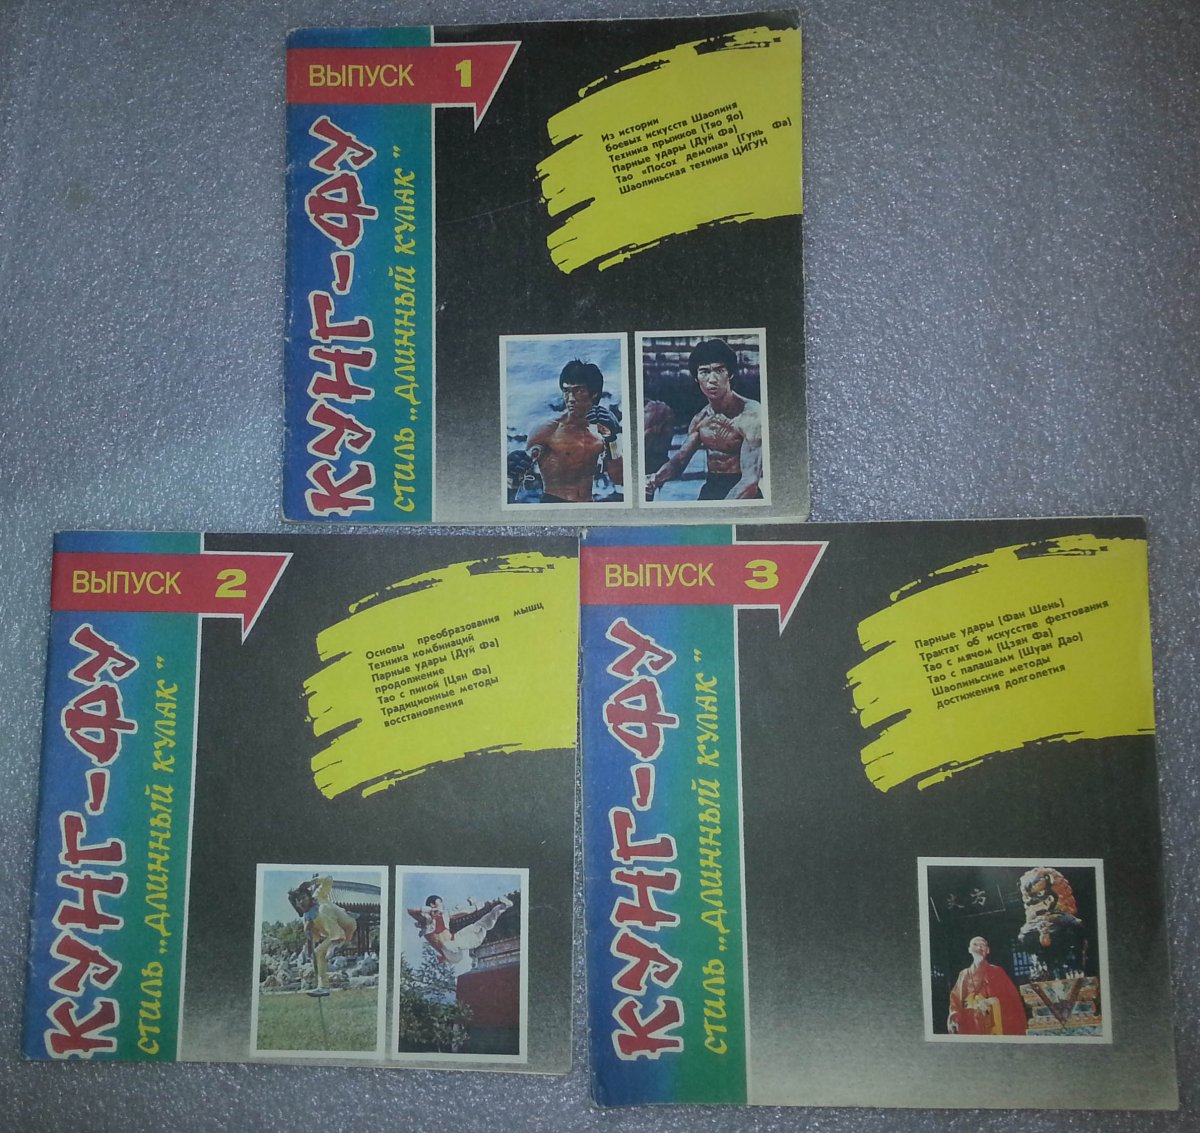 ВЫПУСК 1
КУНГ-ФУ
СТИЛЬ „ДЛИННЫЙ КУЛАК”
Из истории
боевых искусств Шаолиня
Техника прыжков (Тяо Яо)
Парные удары (Дуй Фа)
Тао «Посох демона» (Гунь Фа)
Шаолиньская техника ЦИГУН
ВЫПУСК 2
КУНГ-ФУ
СТИЛЬ „ДЛИННЫЙ КУЛАК”
Основы преобразования мышц
Техника комбинаций
Парные удары (Дуй Фа)
продолжение
Тао с пикой (Цян Фа)
Традиционные методы
восстановления
ВЫПУСК 3
КУНГ-ФУ
СТИЛЬ „ДЛИННЫЙ КУЛАК”
Парные удары (Фан Шень)
Трактат об искусстве фехтования
Тао с мячом (Цзян Фа)
Тао с палашами (Шуан Дао)
Шаолиньские методы
достижения долголетия
方丈